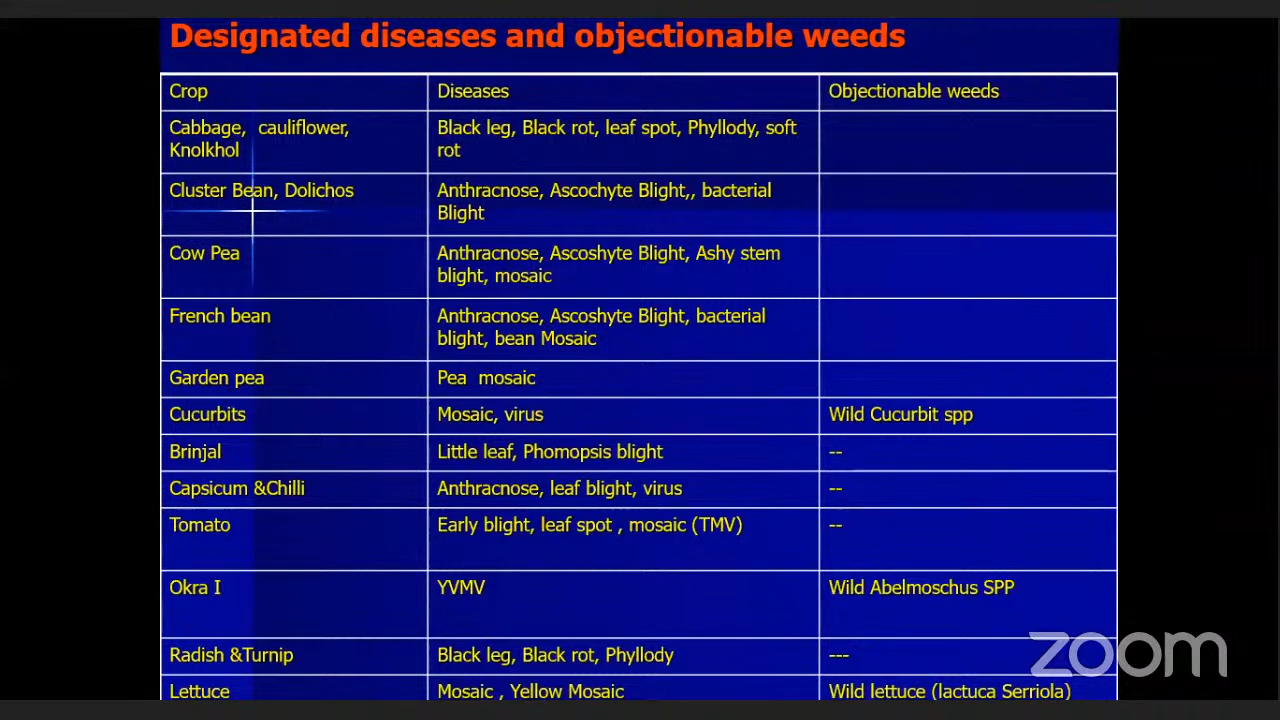 Designated diseases and objectionable weeds
Crop Diseases Objectionable weeds
Cabbage, cauliflower, Black leg, Black rot, leaf spot, Phyllody, soft
Knolkhol rot
Cluster Bean, Dolichos Anthracnose, Ascochyte Blight,, bacterial
Blight
Cow Pea Anthracnose, Ascoshyte Blight, Ashy stem
blight, mosaic
French bean Anthracnose, Ascoshyte Blight, bacterial
blight, bean Mosaic
Garden pea Pea mosaic
Cucurbits Mosaic, virus Wild Cucurbit spp
Brinjal Little leaf, Phomopsis blight --
Capsicum &Chilli Anthracnose, leaf blight, virus --
Tomato Early blight, leaf spot , mosaic (TMV) --
Okra I YVMV Wild Abelmoschus SPP
Radish &Turnip Black leg, Black rot, Phyllody ---
Lettuce Mosaic , Yellow Mosaic Wild lettuce (lactuca Serriola)
zoom